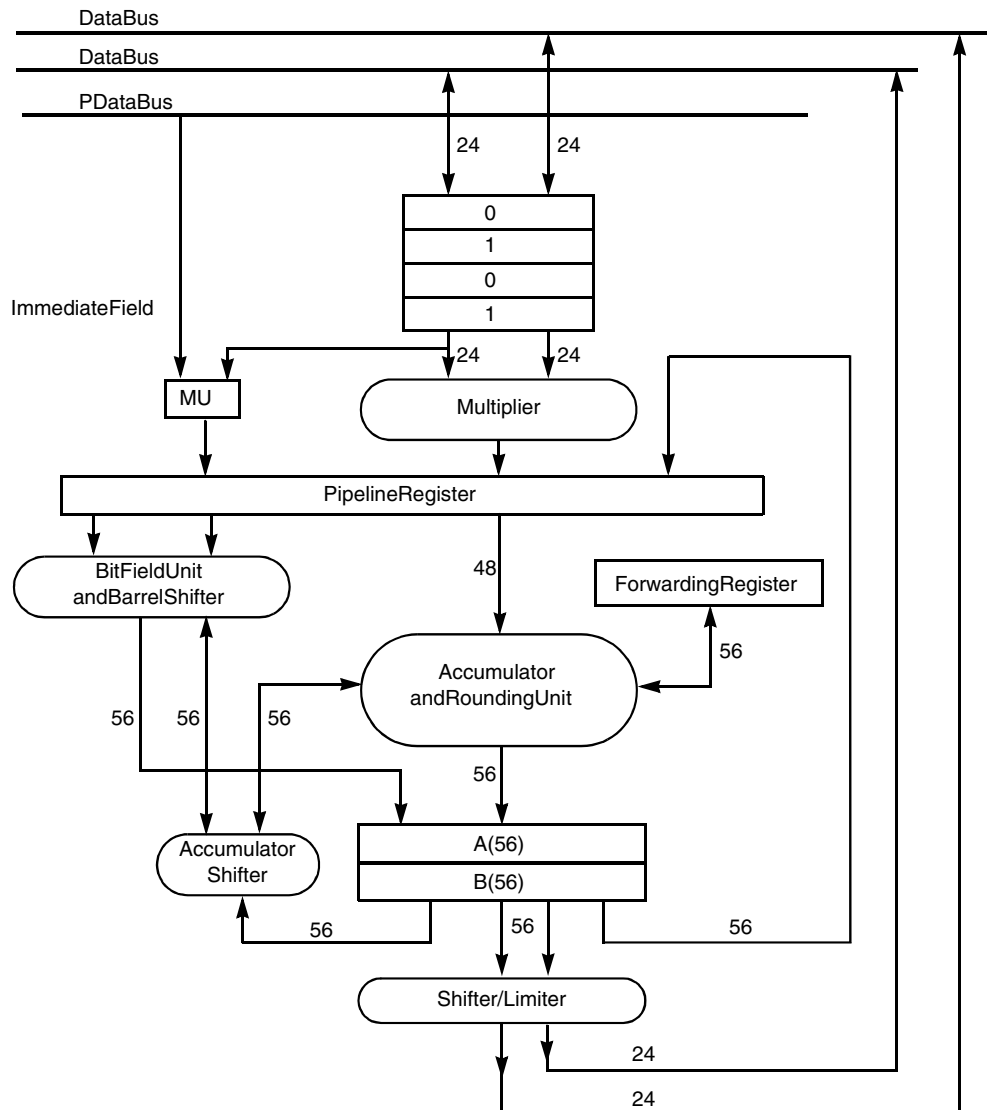 DataBus
DataBus
PDataBus
24
24
0
1
0
1
ImmediateField
24
24
MU
Multiplier
PipelineRegister
BitFieldUnit
andBarrelShifter
48
ForwardingRegister
56
Accumulator
andRoundingUnit
56
56
56
56
A(56)
Accumulator
Shifter
B(56)
56
56
56
Shifter/Limiter
24
24